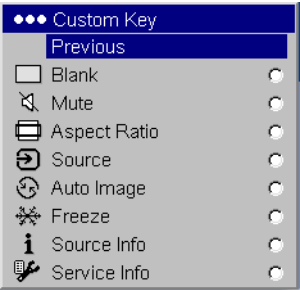 Custom Key
Previous
Blank
Mute
Aspect Ratio
Source
Auto Image
Freeze
Source Info
Service Info